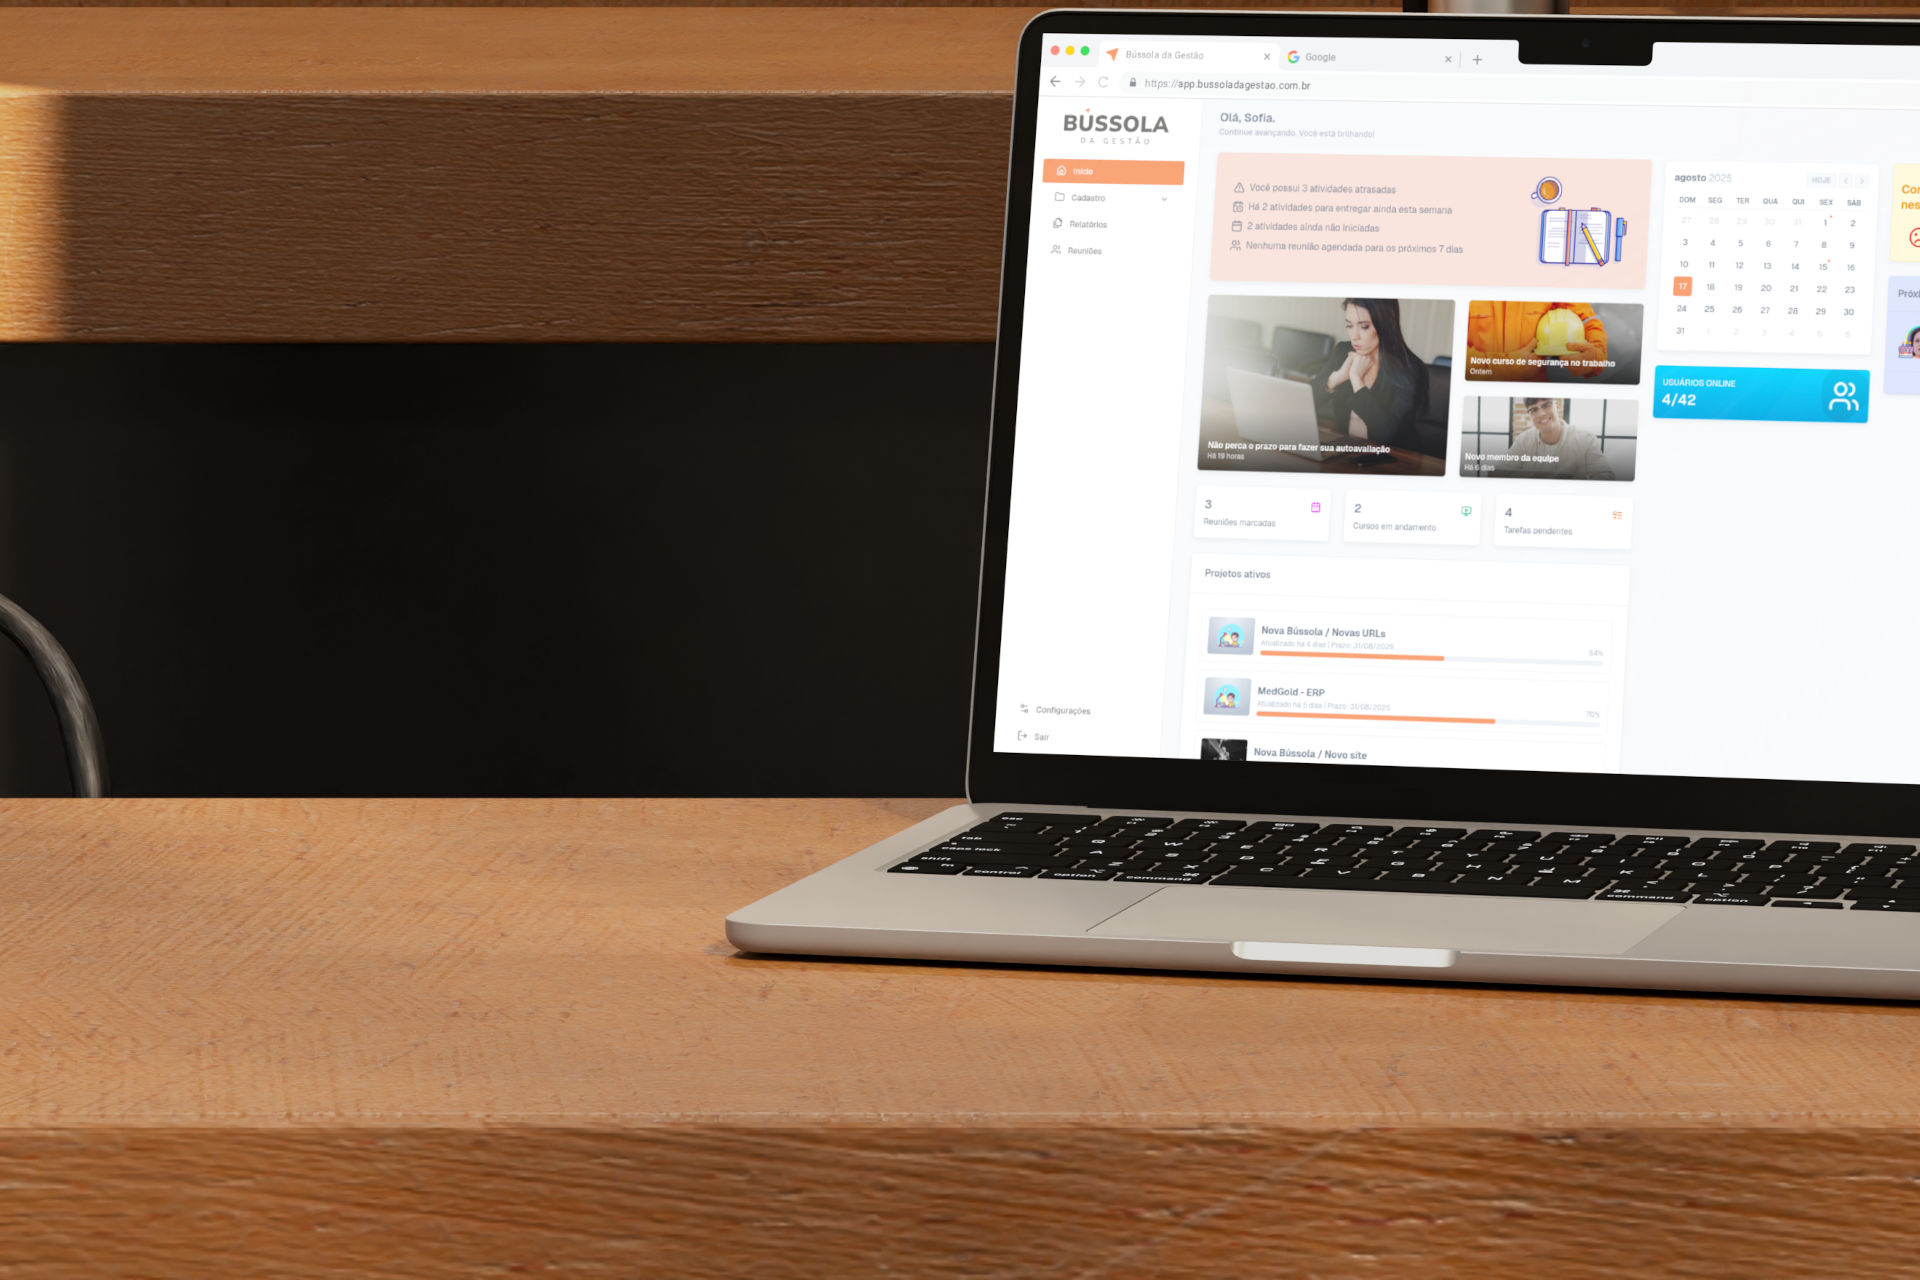 Bússola da Gestão
Google
https://app.bussoladagestao.com.br
BÚSSOLA
DA GESTÃO
Início
Cadastro
Relatórios
Reuniões
Configurações
Sair
Olá, Sofia.
Continue avançando. Você está brilhando!
Você possui 3 atividades atrasadas
Há 2 atividades para entregar ainda esta semana
2 atividades ainda não iniciadas
Nenhuma reunião agendada para os próximos 7 dias
Não perca o prazo para fazer sua autoavaliação
Há 19 horas
Novo curso de segurança no trabalho
Ontem
Novo membro da equipe
Há 6 dias
3
Reuniões marcadas
2
Cursos em andamento
4
Tarefas pendentes
Projetos ativos
Nova Bússola / Novas URLs
Atualizado há 4 dias | Prazo: 31/08/2025
54%
MedGold - ERP
Atualizado há 5 dias | Prazo: 31/08/2025
70%
Nova Bússola / Novo site
agosto 2025
HOJE
DOM SEG TER QUA QUI SEX SÁB
27 28 29 30 31 1 2
3 4 5 6 7 8 9
10 11 12 13 14 15 16
17 18 19 20 21 22 23
24 25 26 27 28 29 30
31 1 2 3 4 5 6
USUÁRIOS ONLINE
4/42
esc
tab
Q W E R T Y U I O P
caps lock
A S D F G H J K L
shift
Z X C V B N M
fn control option command command option